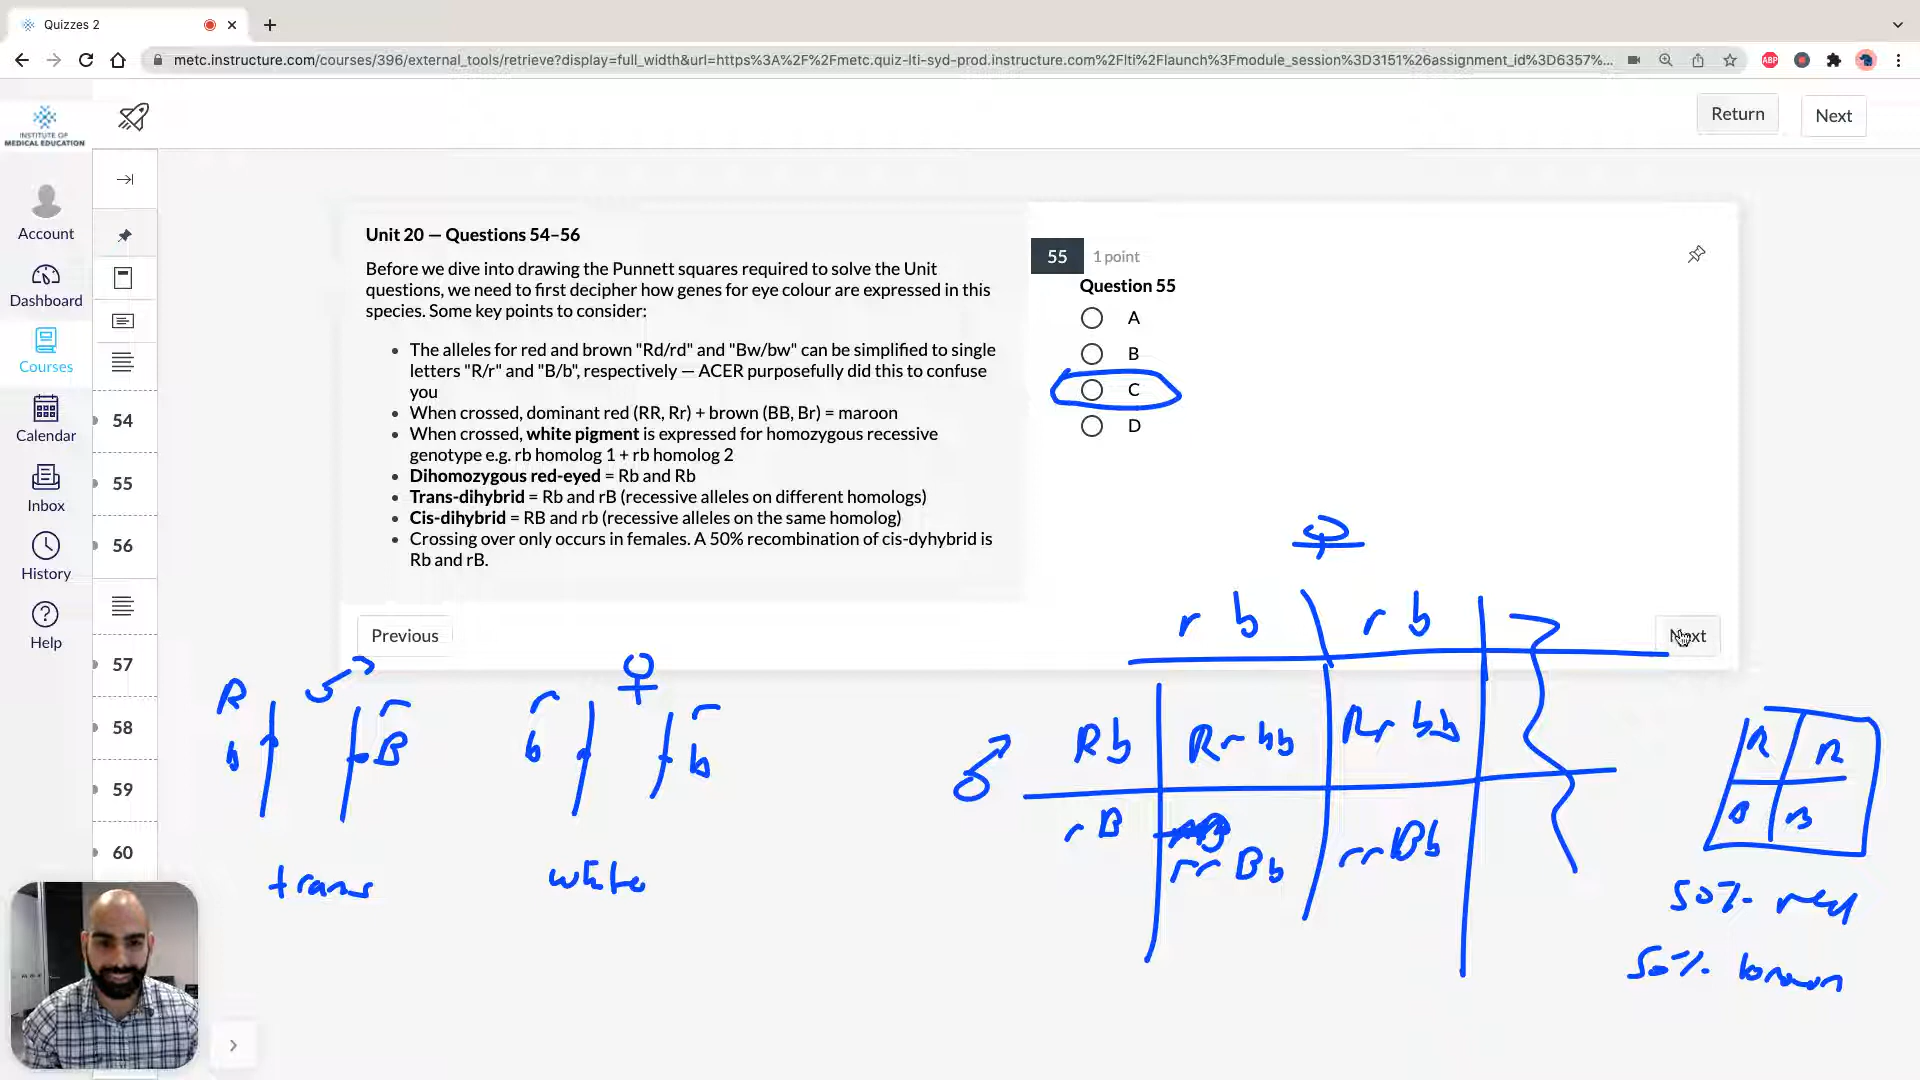 Quizzes 2
metc.instructure.com/courses/396/external_tools/retrieve?display=full_width&url=https%3A%2F%2Fmetc.quiz-lti-syd-prod.instructure.com%2Flti%2Flaunch%3Fmodule_session%3D3151%26assignment_id%3D6357%...
ABP
INSTITUTE OF
MEDICAL EDUCATION
Return
Next
Account
Dashboard
Courses
Calendar
Inbox
History
Help
54
55
56
57
58
59
60
Unit 20 — Questions 54–56
Before we dive into drawing the Punnett squares required to solve the Unit
questions, we need to first decipher how genes for eye colour are expressed in this
species. Some key points to consider:
The alleles for red and brown "Rd/rd" and "Bw/bw" can be simplified to single
letters "R/r" and "B/b", respectively — ACER purposefully did this to confuse
you
When crossed, dominant red (RR, Rr) + brown (BB, Br) = maroon
When crossed, white pigment is expressed for homozygous recessive
genotype e.g. rb homolog 1 + rb homolog 2
Dihomozygous red-eyed = Rb and Rb
Trans-dihybrid = Rb and rB (recessive alleles on different homologs)
Cis-dihybrid = RB and rb (recessive alleles on the same homolog)
Crossing over only occurs in females. A 50% recombination of cis-dyhybrid is
Rb and rB.
Previous
55
1 point
Question 55
A
B
C
D
Next
♀
r b r b
♂ Rb Rr bb Rr bb
rB rr Bb rr Bb
♂ ♀
R r r r
b B b b
trans white
R R
B B
50% red
50% brown